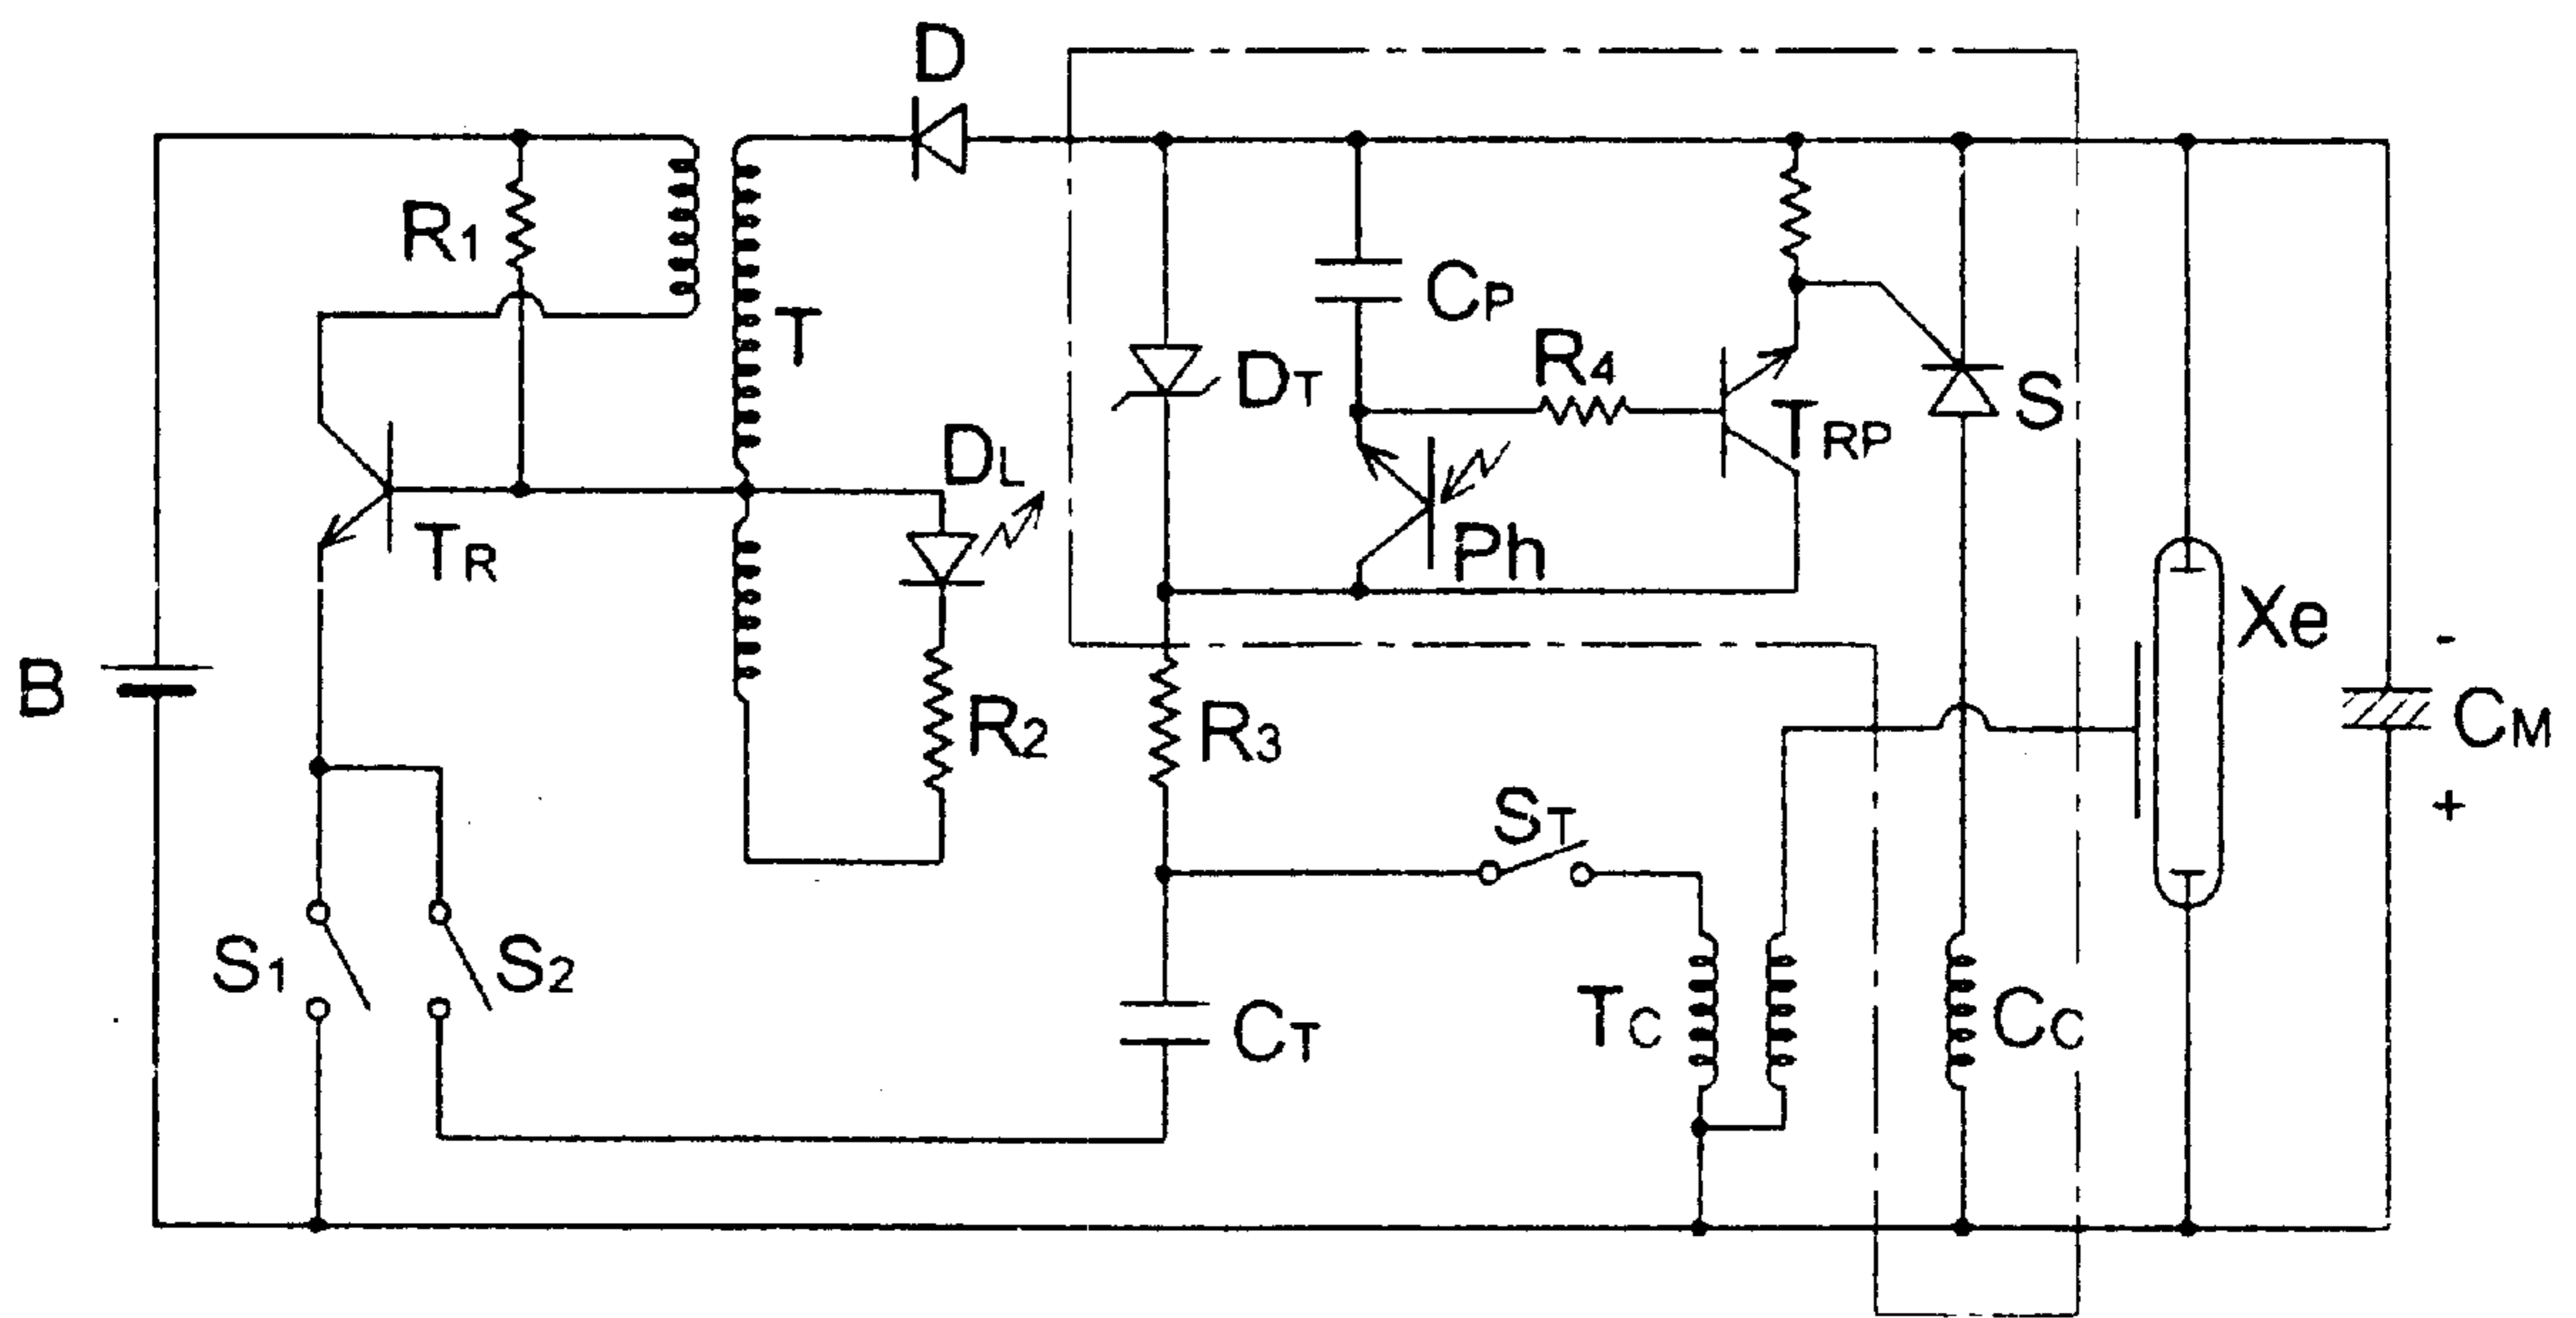 D
R1
T
CP
DT
R4
TRP
S
DL
TR
Ph
Xe
B
R2
R3
-
CM
+
ST
S1
S2
CT
TC
CC